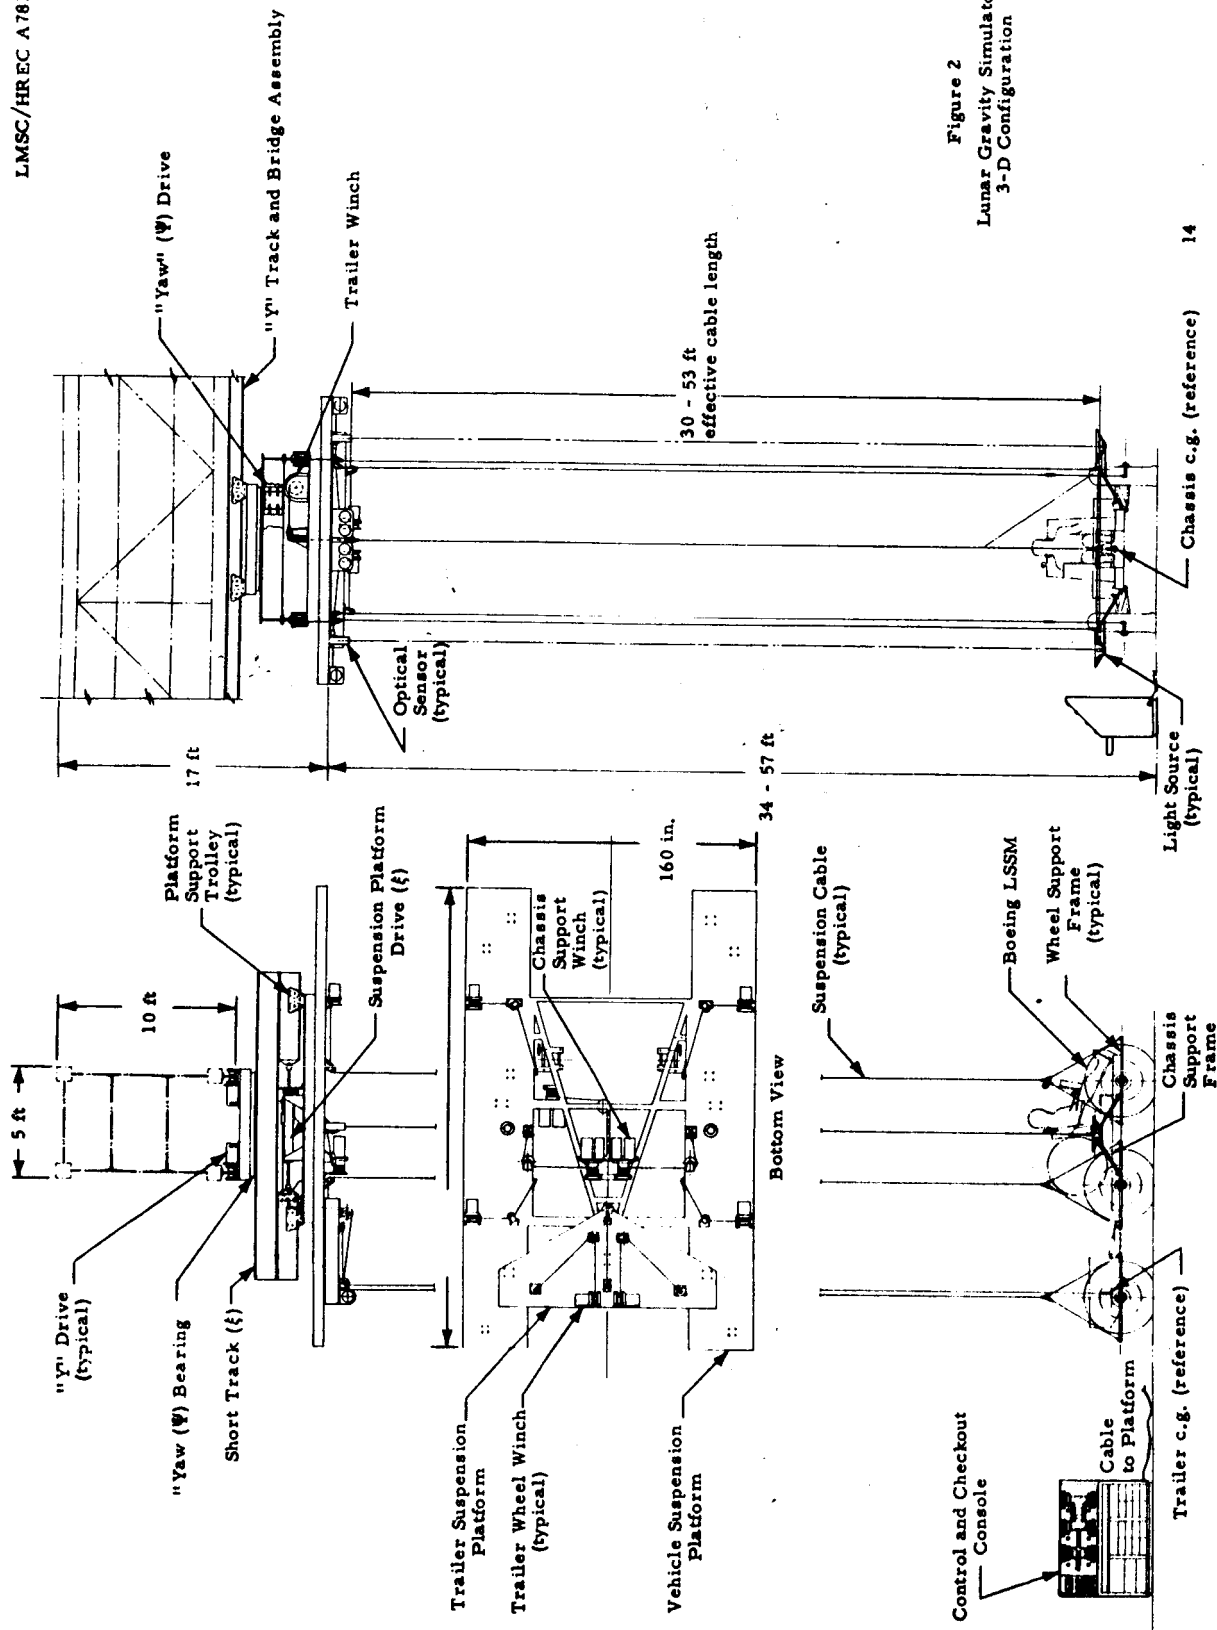 LMSC/HREC A78
"Y" Drive
(typical)
"Yaw (Ψ) Bearing
Short Track (ξ)
5 ft
10 ft
Platform
Support
Trolley
(typical)
Suspension Platform
Drive (ξ)
17 ft
"Yaw" (Ψ) Drive
"Y" Track and Bridge Assembly
Trailer Winch
Optical
Sensor
(typical)
30 - 53 ft
effective cable length
34 - 57 ft
Trailer Suspension
Platform
Trailer Wheel Winch
(typical)
Vehicle Suspension
Platform
Chassis
Support
Winch
(typical)
160 in.
Bottom View
Suspension Cable
(typical)
Boeing LSSM
Wheel Support
Frame
(typical)
Chassis
Support
Frame
Control and Checkout
Console
Cable
to Platform
Trailer c.g. (reference)
Light Source
(typical)
Chassis c.g. (reference)
Figure 2
Lunar Gravity Simulato
3-D Configuration
14